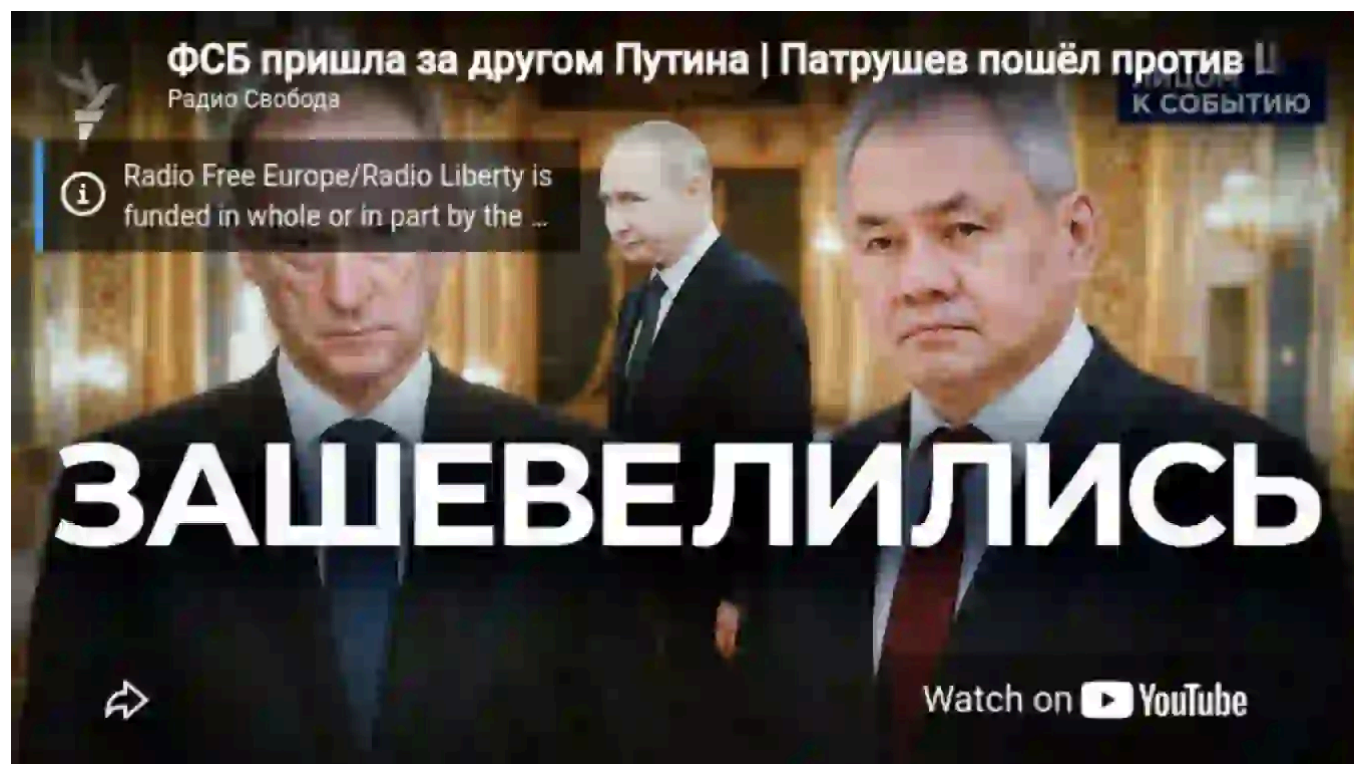 ФСБ пришла за другом Путина | Патрушев пошёл против
Радио Свобода
ЛИЦОМ
К СОБЫТИЮ
Radio Free Europe/Radio Liberty is
funded in whole or in part by the ...
ЗАШЕВЕЛИЛИСЬ
Watch on YouTube